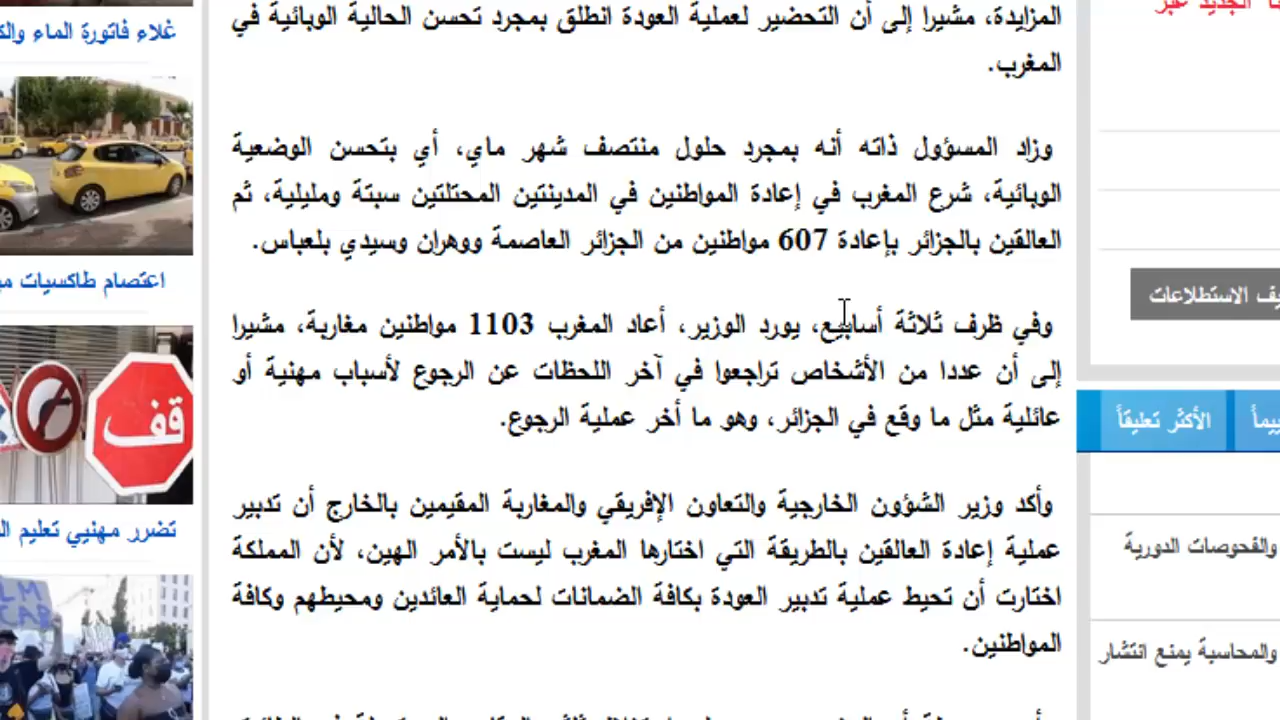 المزايدة، مشيرا إلى أن التحضير لعملية العودة انطلق بمجرد تحسن الحالية الوبائية في
المغرب.
وزاد المسؤول ذاته أنه بمجرد حلول منتصف شهر ماي، أي بتحسن الوضعية
الوبائية، شرع المغرب في إعادة المواطنين في المدينتين المحتلتين سبتة ومليلية، ثم
العالقين بالجزائر بإعادة 607 مواطنين من الجزائر العاصمة ووهران وسيدي بلعباس.
وفي ظرف ثلاثة أسابيع، يورد الوزير، أعاد المغرب 1103 مواطنين مغاربة، مشيرا
إلى أن عددا من الأشخاص تراجعوا في آخر اللحظات عن الرجوع لأسباب مهنية أو
عائلية مثل ما وقع في الجزائر، وهو ما أخر عملية الرجوع.
وأكد وزير الشؤون الخارجية والتعاون الإفريقي والمغاربة المقيمين بالخارج أن تدبير
عملية إعادة العالقين بالطريقة التي اختارها المغرب ليست بالأمر الهين، لأن المملكة
اختارت أن تحيط عملية تدبير العودة بكافة الضمانات لحماية العائدين ومحيطهم وكافة
المواطنين.
الجديد عبر
الاستطلاعات
الأكثر تعليقاً
والفحوصات الدورية
والمحاسبة يمنع انتشار
غلاء فاتورة الماء
اعتصام طاكسيات
قف
تضرر مهنيي تعليم